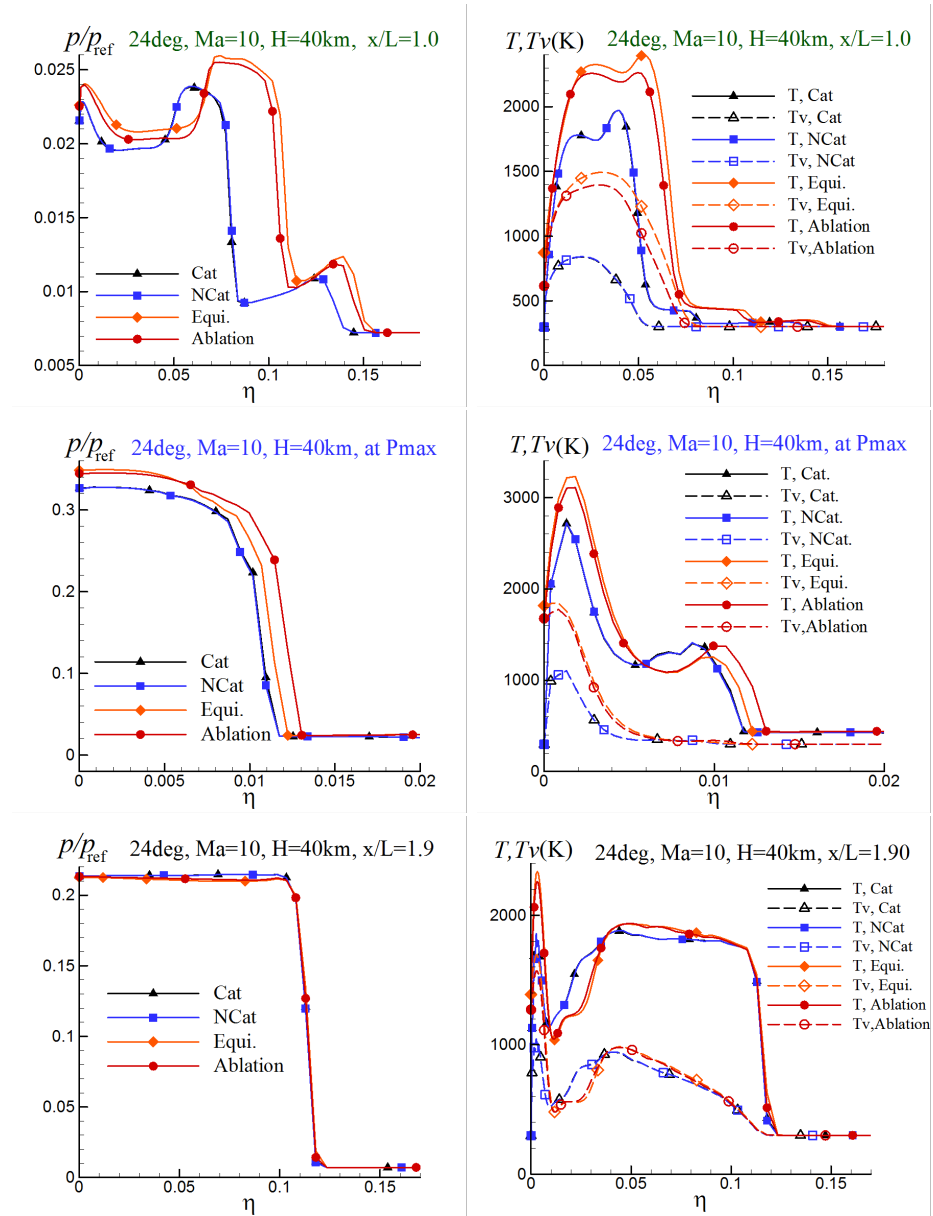 p/pref 24deg, Ma=10, H=40km, x/L=1.0
0.025
0.02
0.015
0.01
0.005
Cat
NCat
Equi.
Ablation
0 0.05 0.1 0.15
η
T,Tv(K) 24deg, Ma=10, H=40km, x/L=1.0
2000
1500
1000
500
0
T, Cat
Tv, Cat
T, NCat
Tv, NCat
T, Equi.
Tv, Equi.
T, Ablation
Tv,Ablation
0 0.05 0.1 0.15
η
p/pref 24deg, Ma=10, H=40km, at Pmax
0.3
0.2
0.1
0
Cat
NCat
Equi.
Ablation
0 0.005 0.01 0.015 0.02
η
T,Tv(K) 24deg, Ma=10, H=40km, at Pmax
3000
2000
1000
0
T, Cat.
Tv, Cat.
T, NCat.
Tv, NCat.
T, Equi.
Tv, Equi.
T, Ablation
Tv,Ablation
0 0.01 0.02
η
p/pref 24deg, Ma=10, H=40km, x/L=1.9
0.2
0.15
0.1
0.05
0
Cat
NCat
Equi.
Ablation
0 0.05 0.1 0.15
η
T,Tv(K) 24deg, Ma=10, H=40km, x/L=1.90
2000
1000
0
T, Cat
Tv, Cat
T, NCat
Tv, NCat
T, Equi.
Tv, Equi.
T, Ablation
Tv,Ablation
0 0.05 0.1 0.15
η